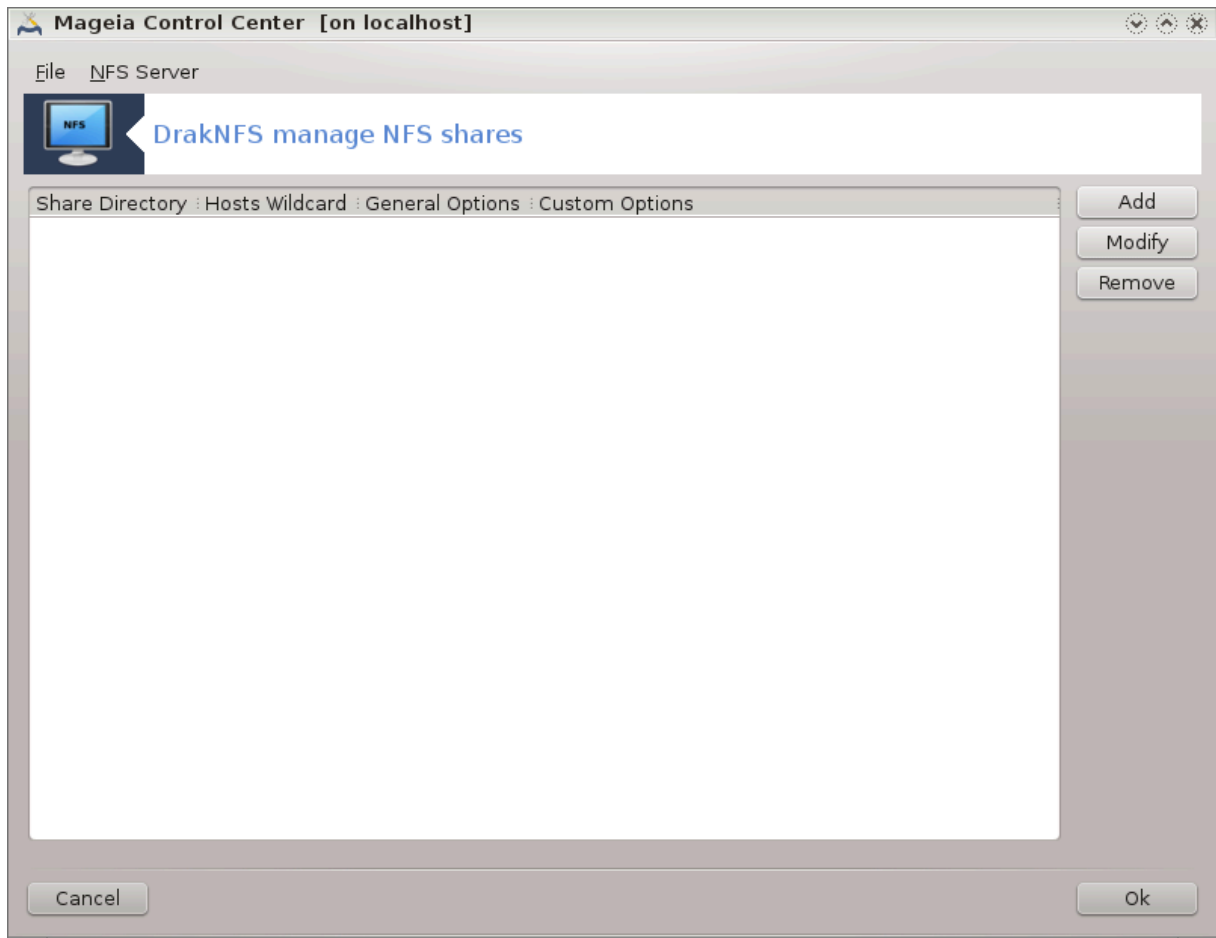 Mageia Control Center [on localhost]
File NFS Server
NFS
DrakNFS manage NFS shares
Share Directory Hosts Wildcard General Options Custom Options
Add
Modify
Remove
Cancel Ok